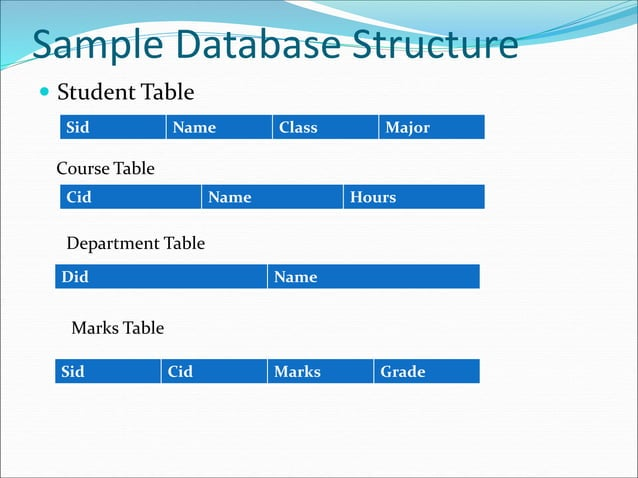 Sample Database Structure
Student Table
Sid Name Class Major
Course Table
Cid Name Hours
Department Table
Did Name
Marks Table
Sid Cid Marks Grade